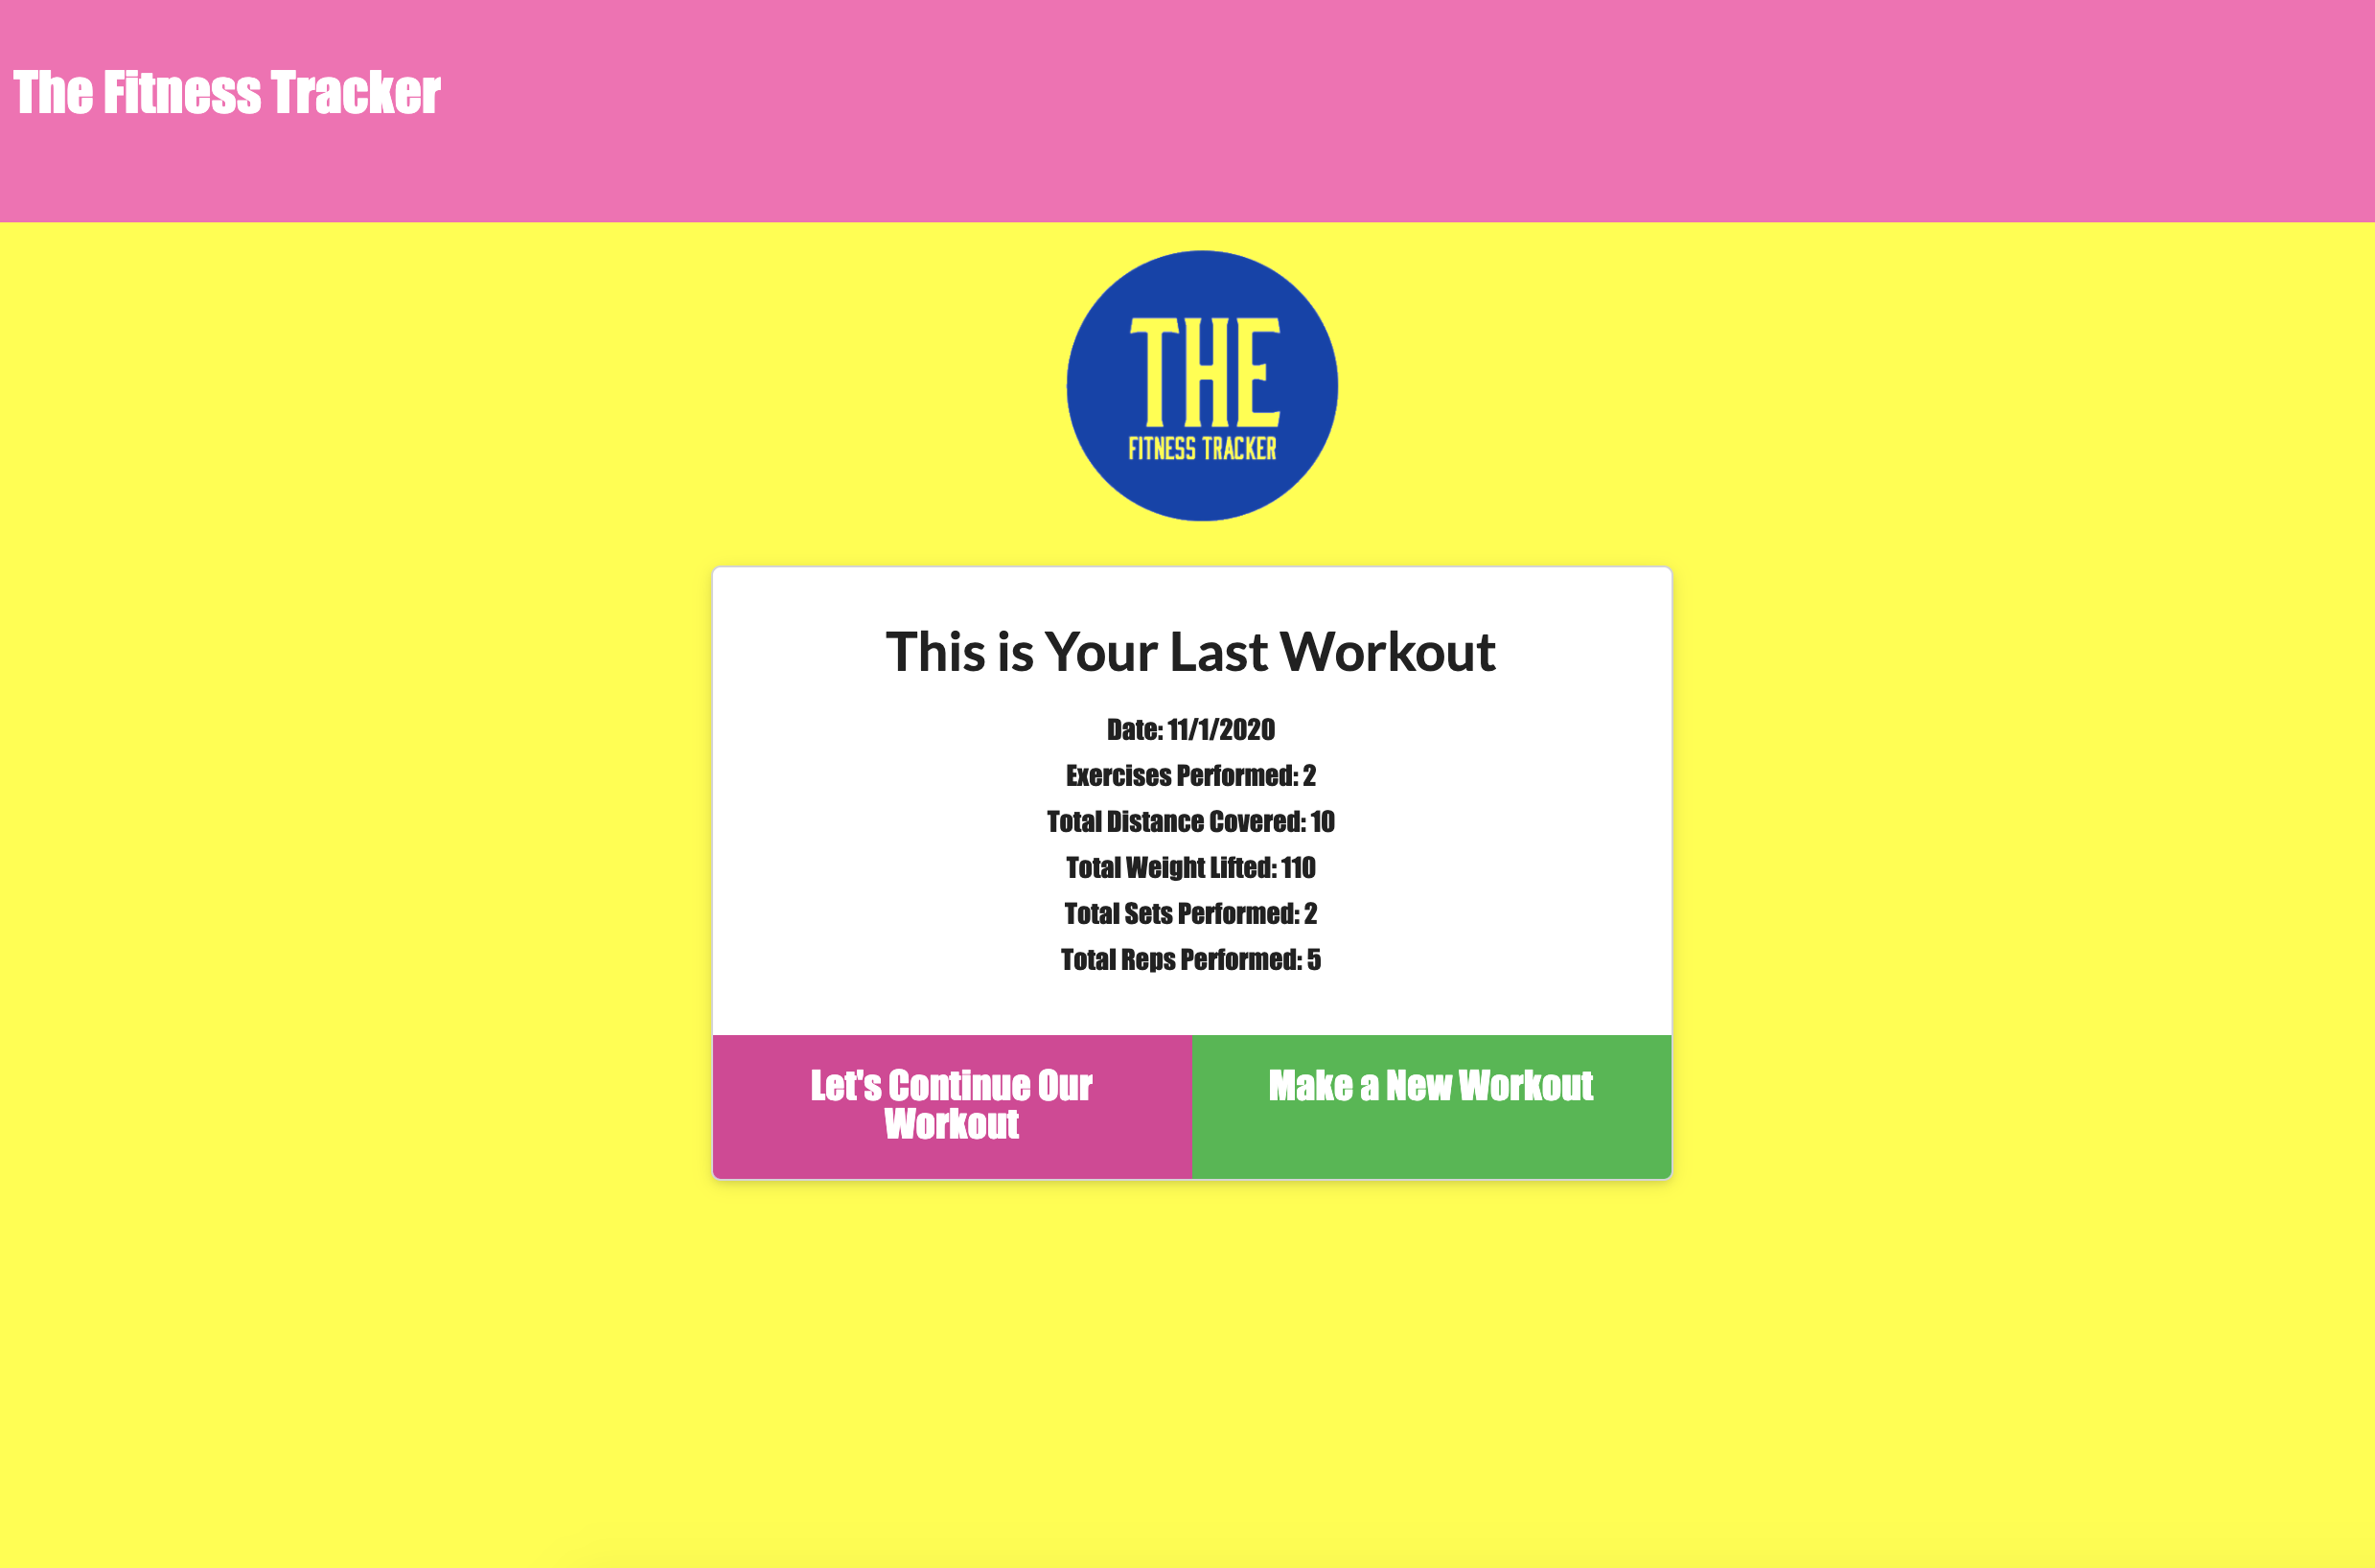 The Fitness Tracker
THE
FITNESS TRACKER
This is Your Last Workout
Date: 11/1/2020
Exercises Performed: 2
Total Distance Covered: 10
Total Weight Lifted: 110
Total Sets Performed: 2
Total Reps Performed: 5
Let's Continue Our
Workout
Make a New Workout